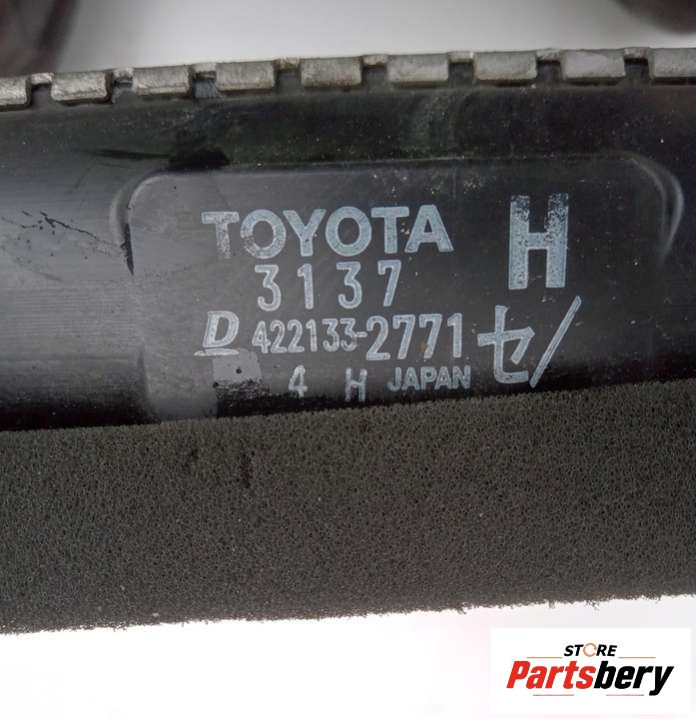 TOYOTA H
3137
D 422133-2771 セ/
4 H JAPAN
STORE
Partsbery